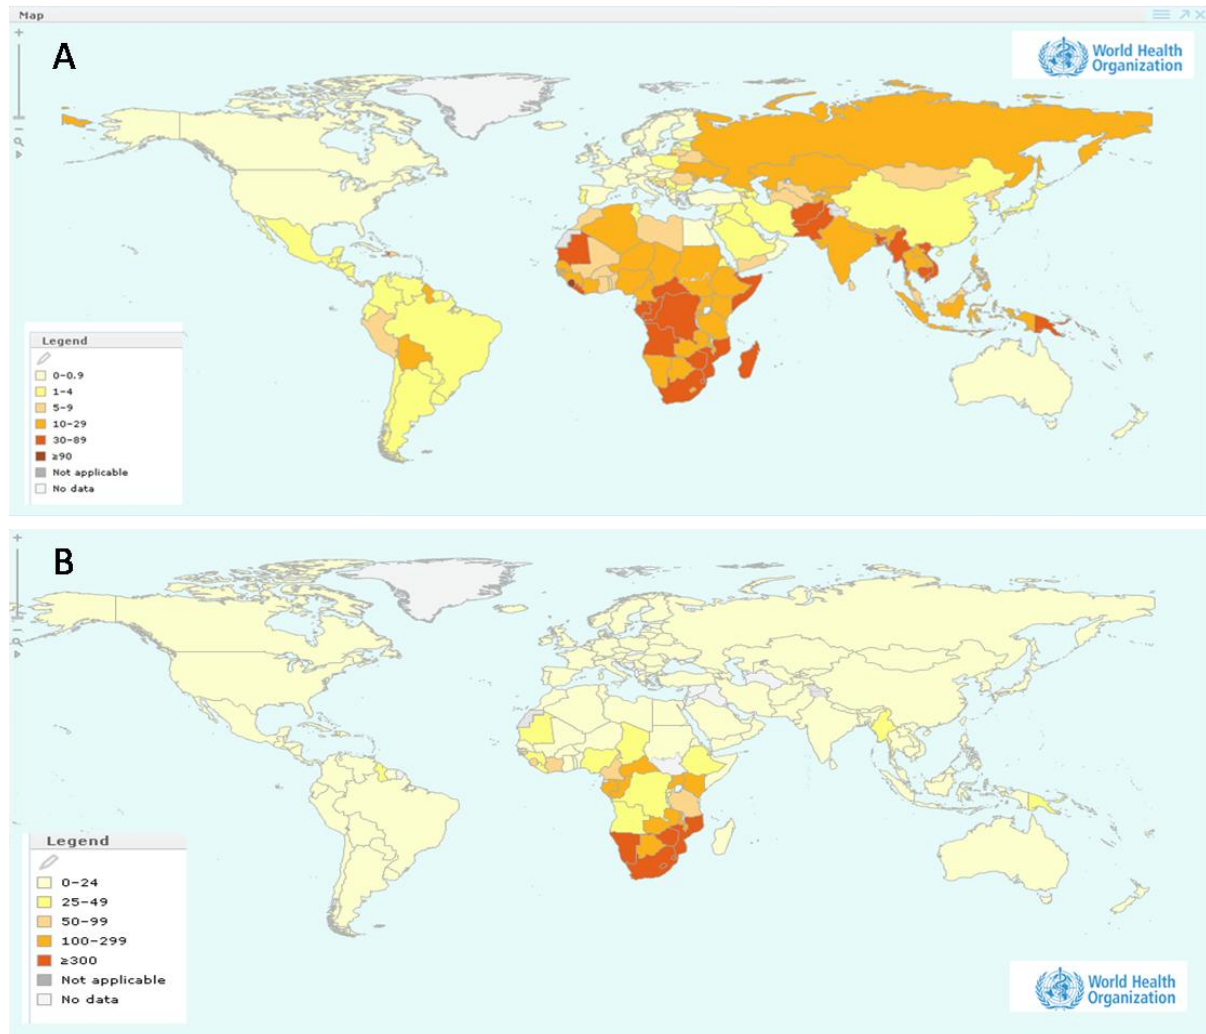 Map
A
World Health
Organization
Legend
0-0.9
1-4
5-9
10-29
30-89
≥90
Not applicable
No data
B
Legend
0-24
25-49
50-99
100-299
≥300
Not applicable
No data
World Health
Organization